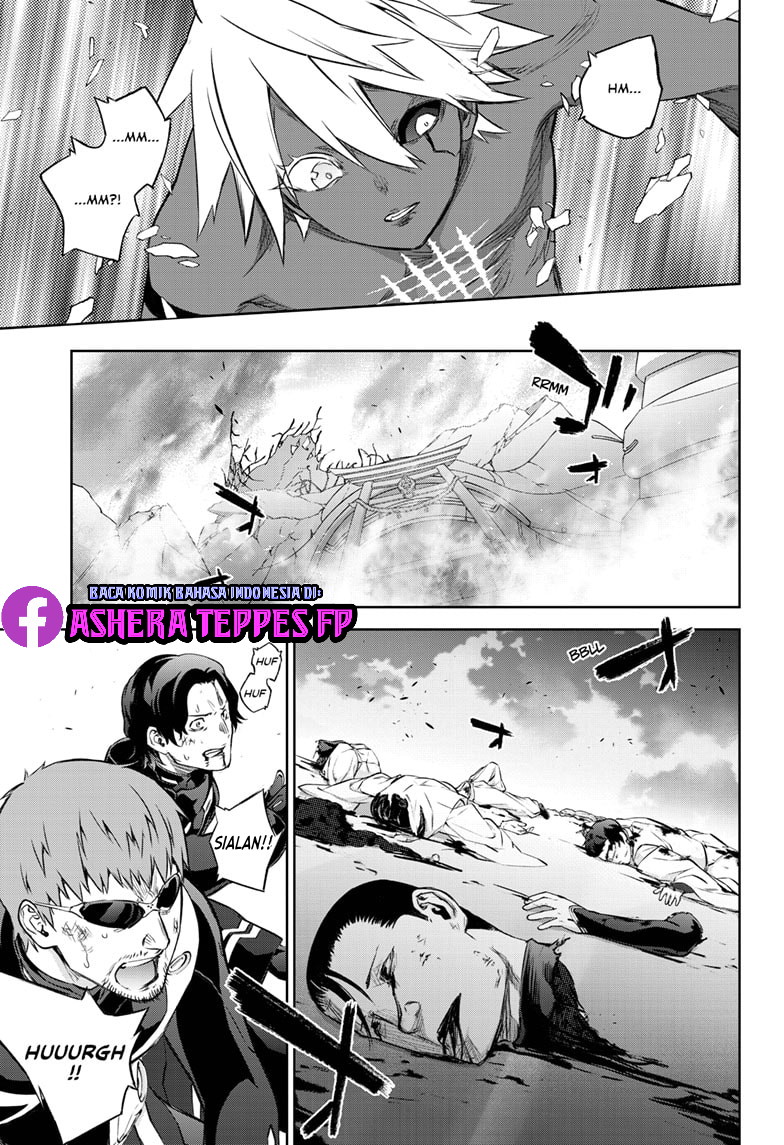 HM...
...MM
...MM?!
RRMM
BACA KOMIK BAHASA INDONESIA DI:
ASHERA TEPPES FP
BBLL
HUF
HUF
SIALAN!!
HUUURGH
!!